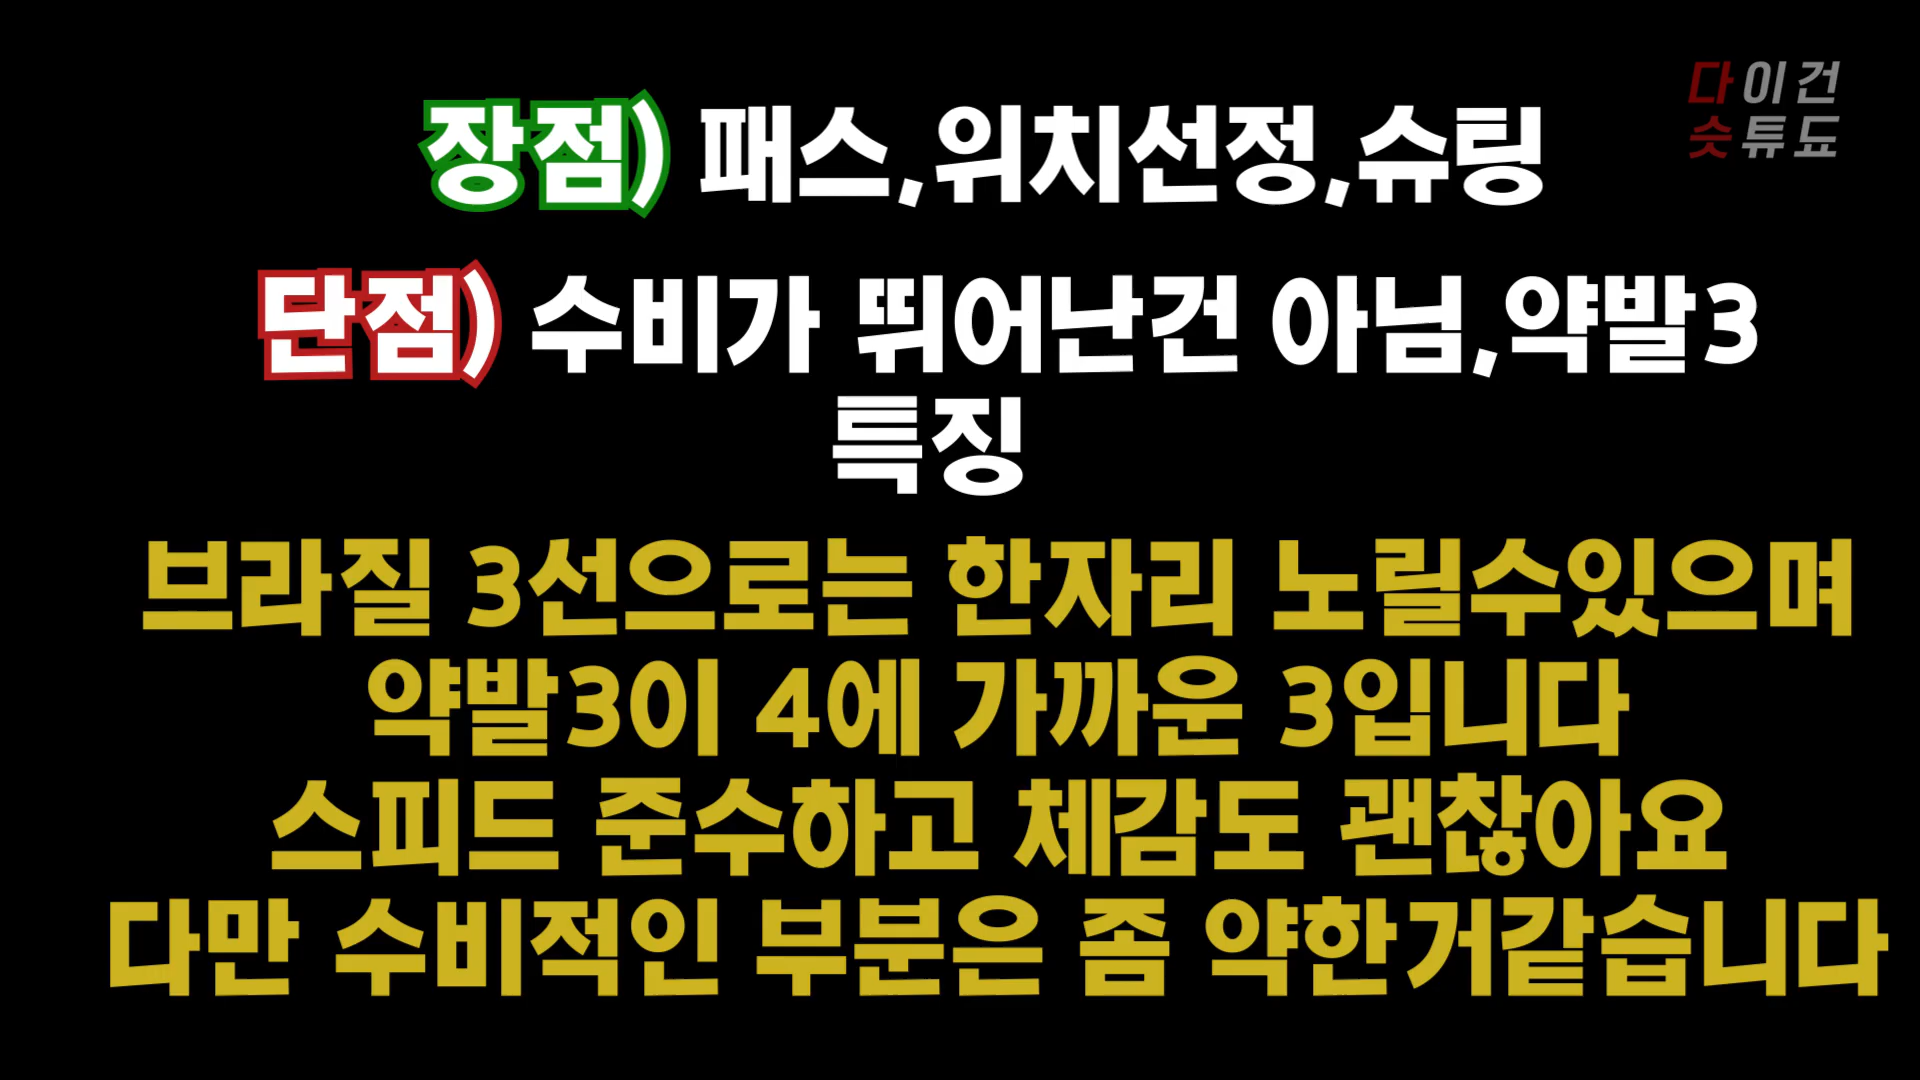 다이건
슛튜됴
장점) 패스,위치선정,슈팅
단점) 수비가 뛰어난건 아님,약발3
특징
브라질 3선으로는 한자리 노릴수있으며
약발3이 4에 가까운 3입니다
스피드 준수하고 체감도 괜찮아요
다만 수비적인 부분은 좀 약한거같습니다